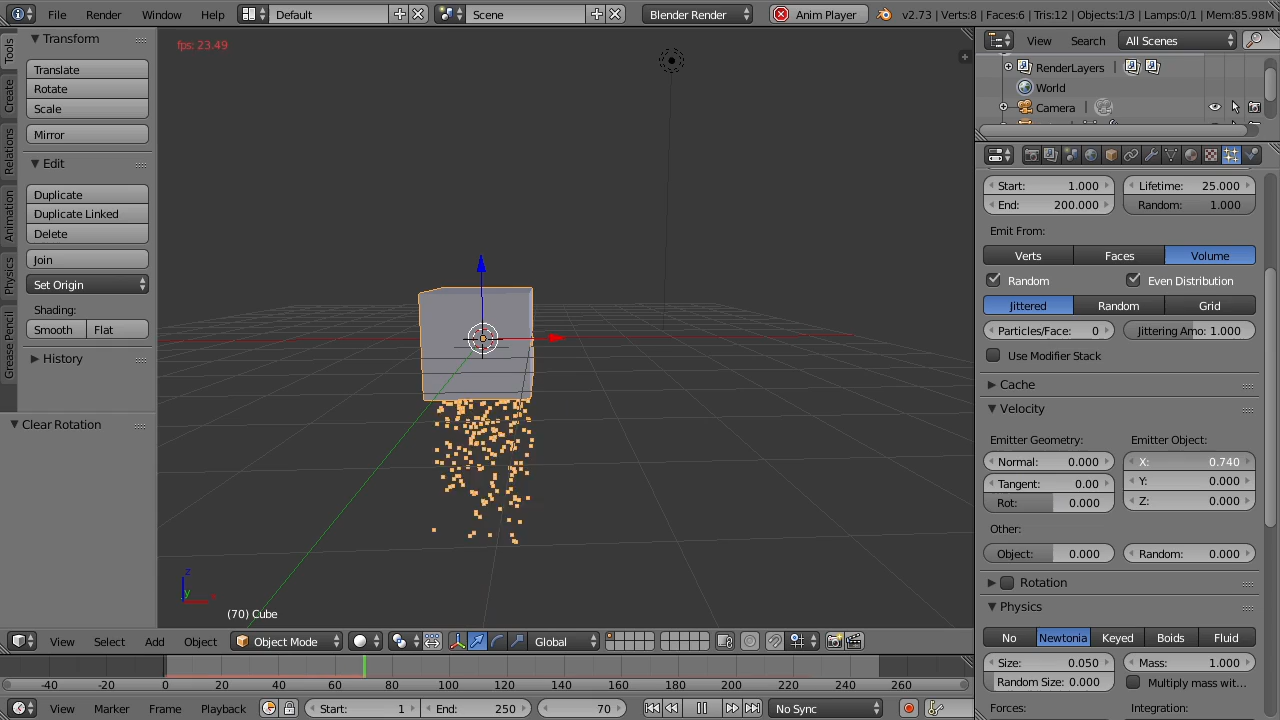 File Render Window Help Default Scene Blender Render Anim Player v2.73 | Verts:8 | Faces:6 | Tris:12 | Objects:1/3 | Lamps:0/1 | Mem:85.98M
Tools
Create
Relations
Animation
Physics
Grease Pencil
Transform
Translate
Rotate
Scale
Mirror
Edit
Duplicate
Duplicate Linked
Delete
Join
Set Origin
Shading:
Smooth Flat
History
Clear Rotation
fps: 23.49
z
y
x
(70) Cube
View Search All Scenes
RenderLayers
World
Camera
Start: 1.000 Lifetime: 25.000
End: 200.000 Random: 1.000
Emit From:
Verts Faces Volume
Random Even Distribution
Jittered Random Grid
Particles/Face: 0 Jittering Amo: 1.000
Use Modifier Stack
Cache
Velocity
Emitter Geometry: Emitter Object:
Normal: 0.000 X: 0.740
Tangent: 0.00 Y: 0.000
Rot: 0.000 Z: 0.000
Other:
Object: 0.000 Random: 0.000
Rotation
Physics
No Newtonia Keyed Boids Fluid
Size: 0.050 Mass: 1.000
Random Size: 0.000 Multiply mass wit...
Forces: Integration:
View Select Add Object Object Mode Global
-40 -20 0 20 40 60 80 100 120 140 160 180 200 220 240 260
View Marker Frame Playback Start: 1 End: 250 70 No Sync